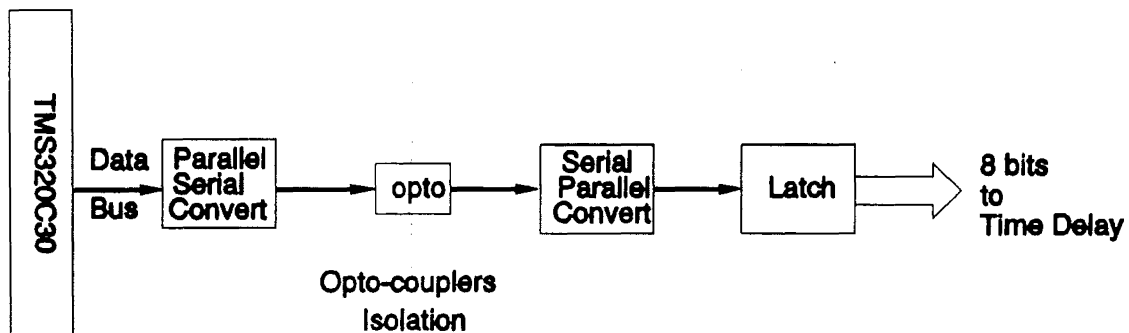 TMS320C30
Data
Bus
Parallel
Serial
Convert
opto
Opto-couplers
Isolation
Serial
Parallel
Convert
Latch
8 bits
to
Time Delay